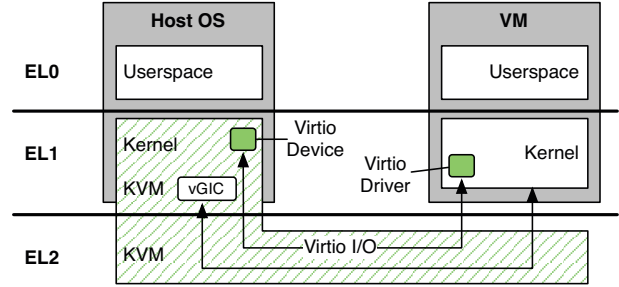 Host OS
VM
EL0
Userspace
Userspace
EL1
Kernel
Virtio
Device
Virtio
Driver
Kernel
KVM
vGIC
EL2
KVM
Virtio I/O